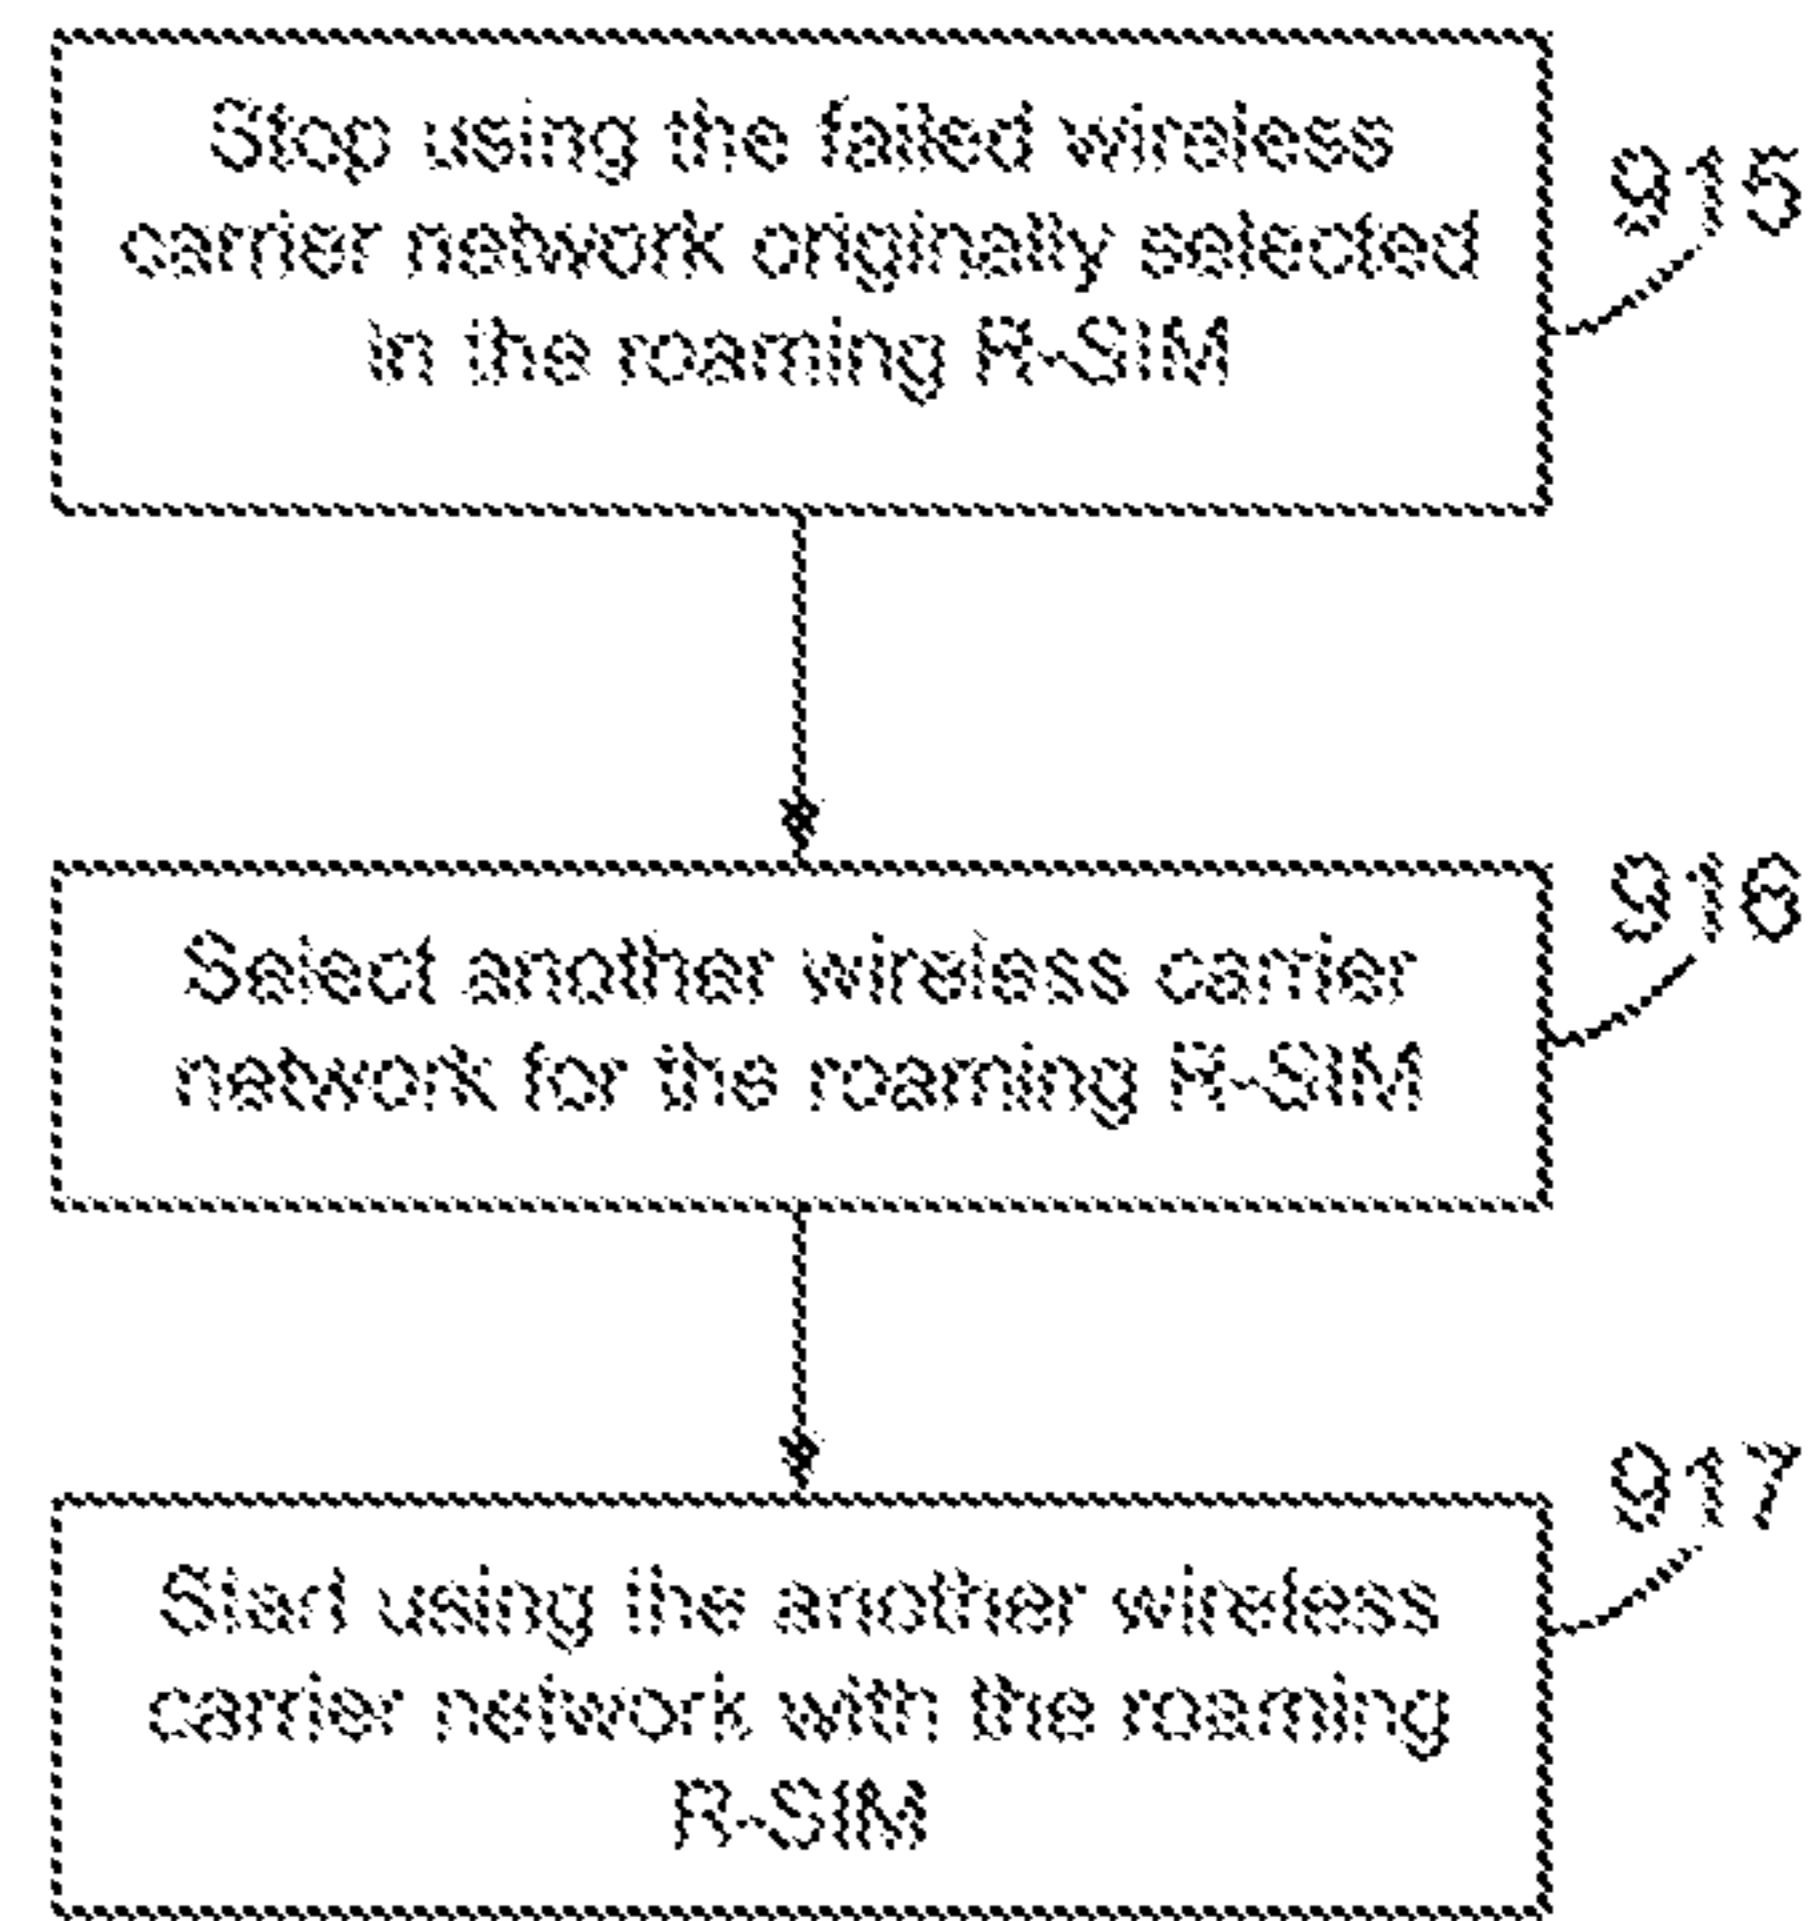 Stop using the failed wireless
carrier network originally selected
in the roaming R-SIM
915
Select another wireless carrier
network for the roaming R-SIM
916
Start using the another wireless
carrier network with the roaming
R-SIM
917